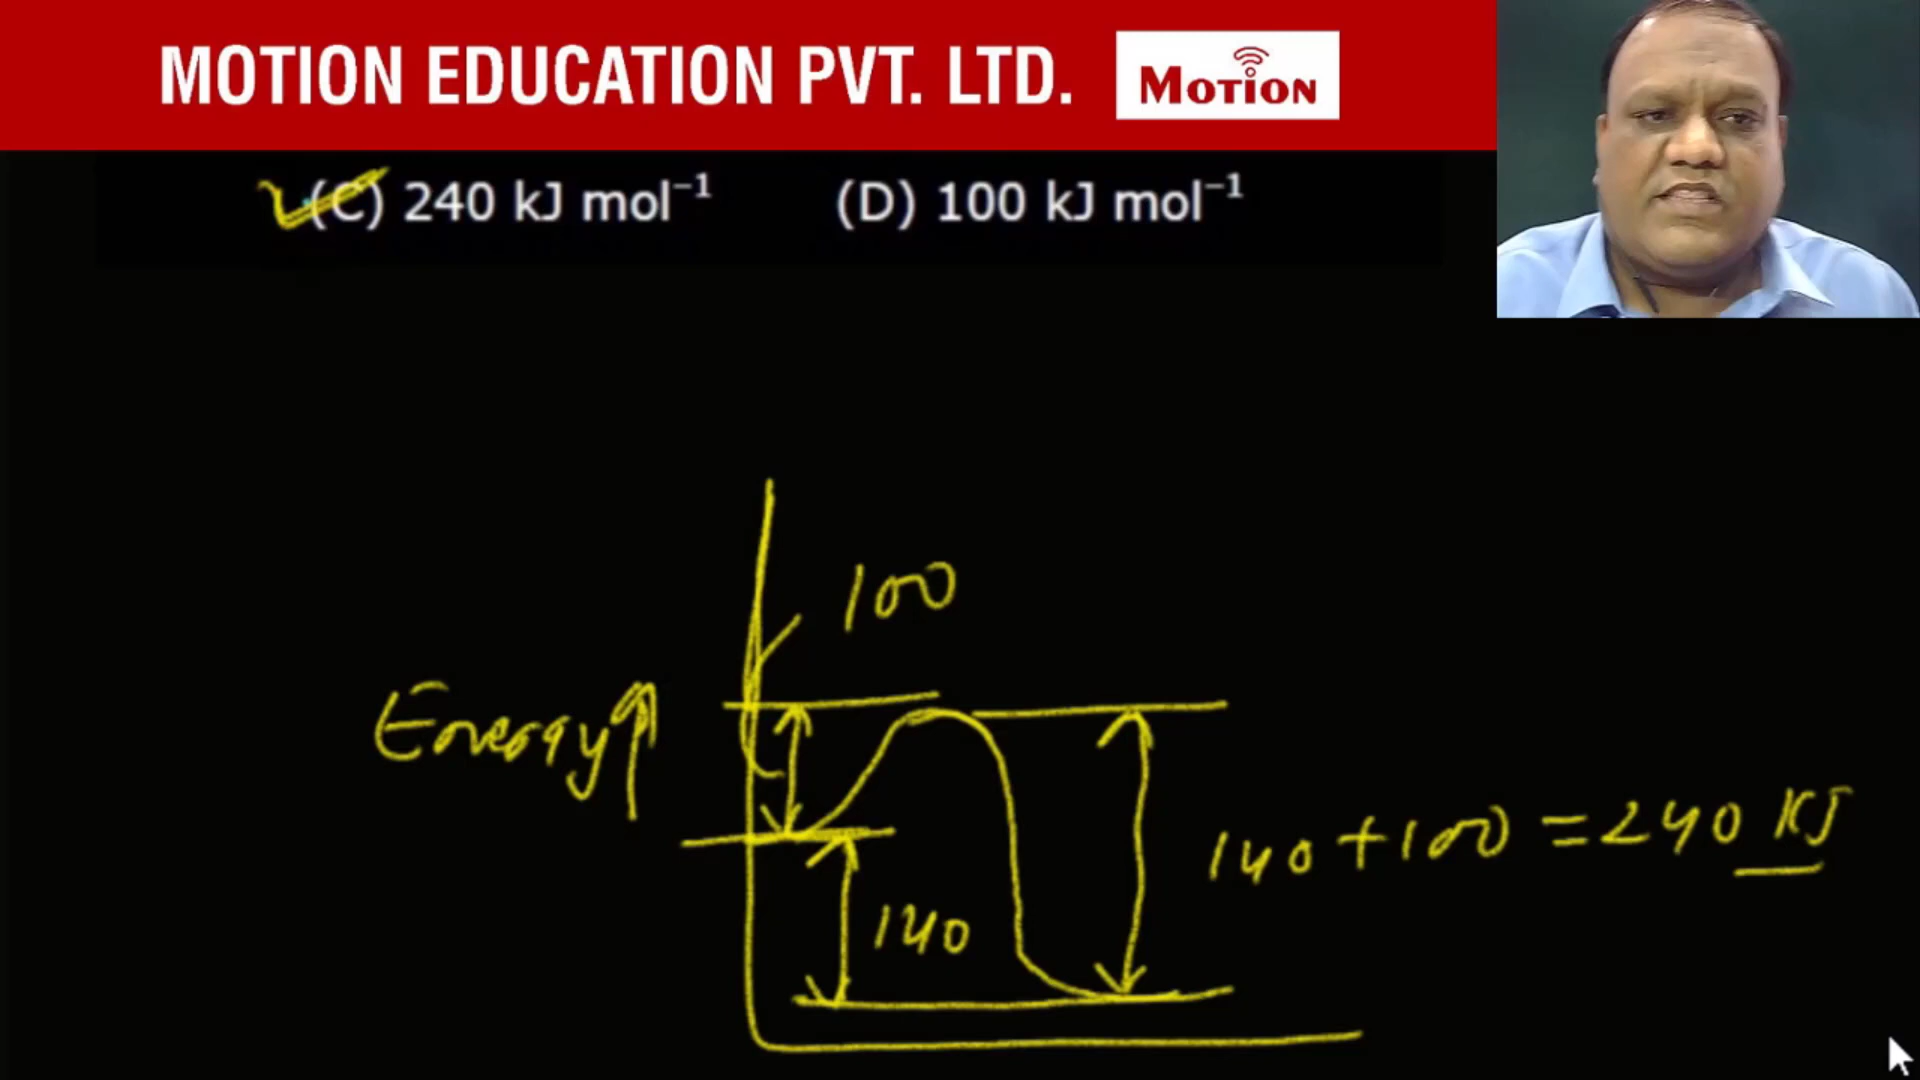 MOTION EDUCATION PVT. LTD. MOTION
(C) 240 kJ mol⁻¹ (D) 100 kJ mol⁻¹
100
Energy
140 + 100 = 240 KJ
140